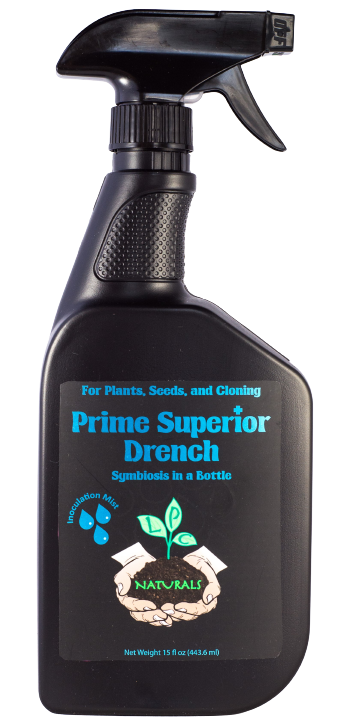 For Plants, Seeds, and Cloning
Prime Superior
Drench
Symbiosis in a Bottle
Inoculation Mist
LPC
NATURALS
Net Weight 15 fl oz (443.6 ml)